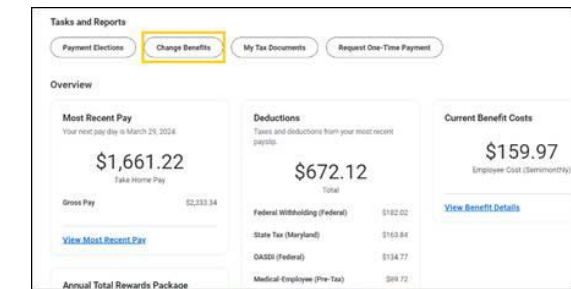 Tasks and Reports
Payment Elections
Change Benefits
My Tax Documents
Request One-Time Payment
Overview
Most Recent Pay
Your next pay day is March 29, 2024.
$1,661.22
Take Home Pay
Gross Pay $2,333.34
View Most Recent Pay
Annual Total Rewards Package
Deductions
Taxes and deductions from your most recent
payslip.
$672.12
Total
Federal Withholding (Federal) $182.02
State Tax (Maryland) $163.84
OASDI (Federal) $134.77
Medical-Employee (Pre-Tax) $89.72
Current Benefit Costs
$159.97
Employee Cost (Semimonthly)
View Benefit Details